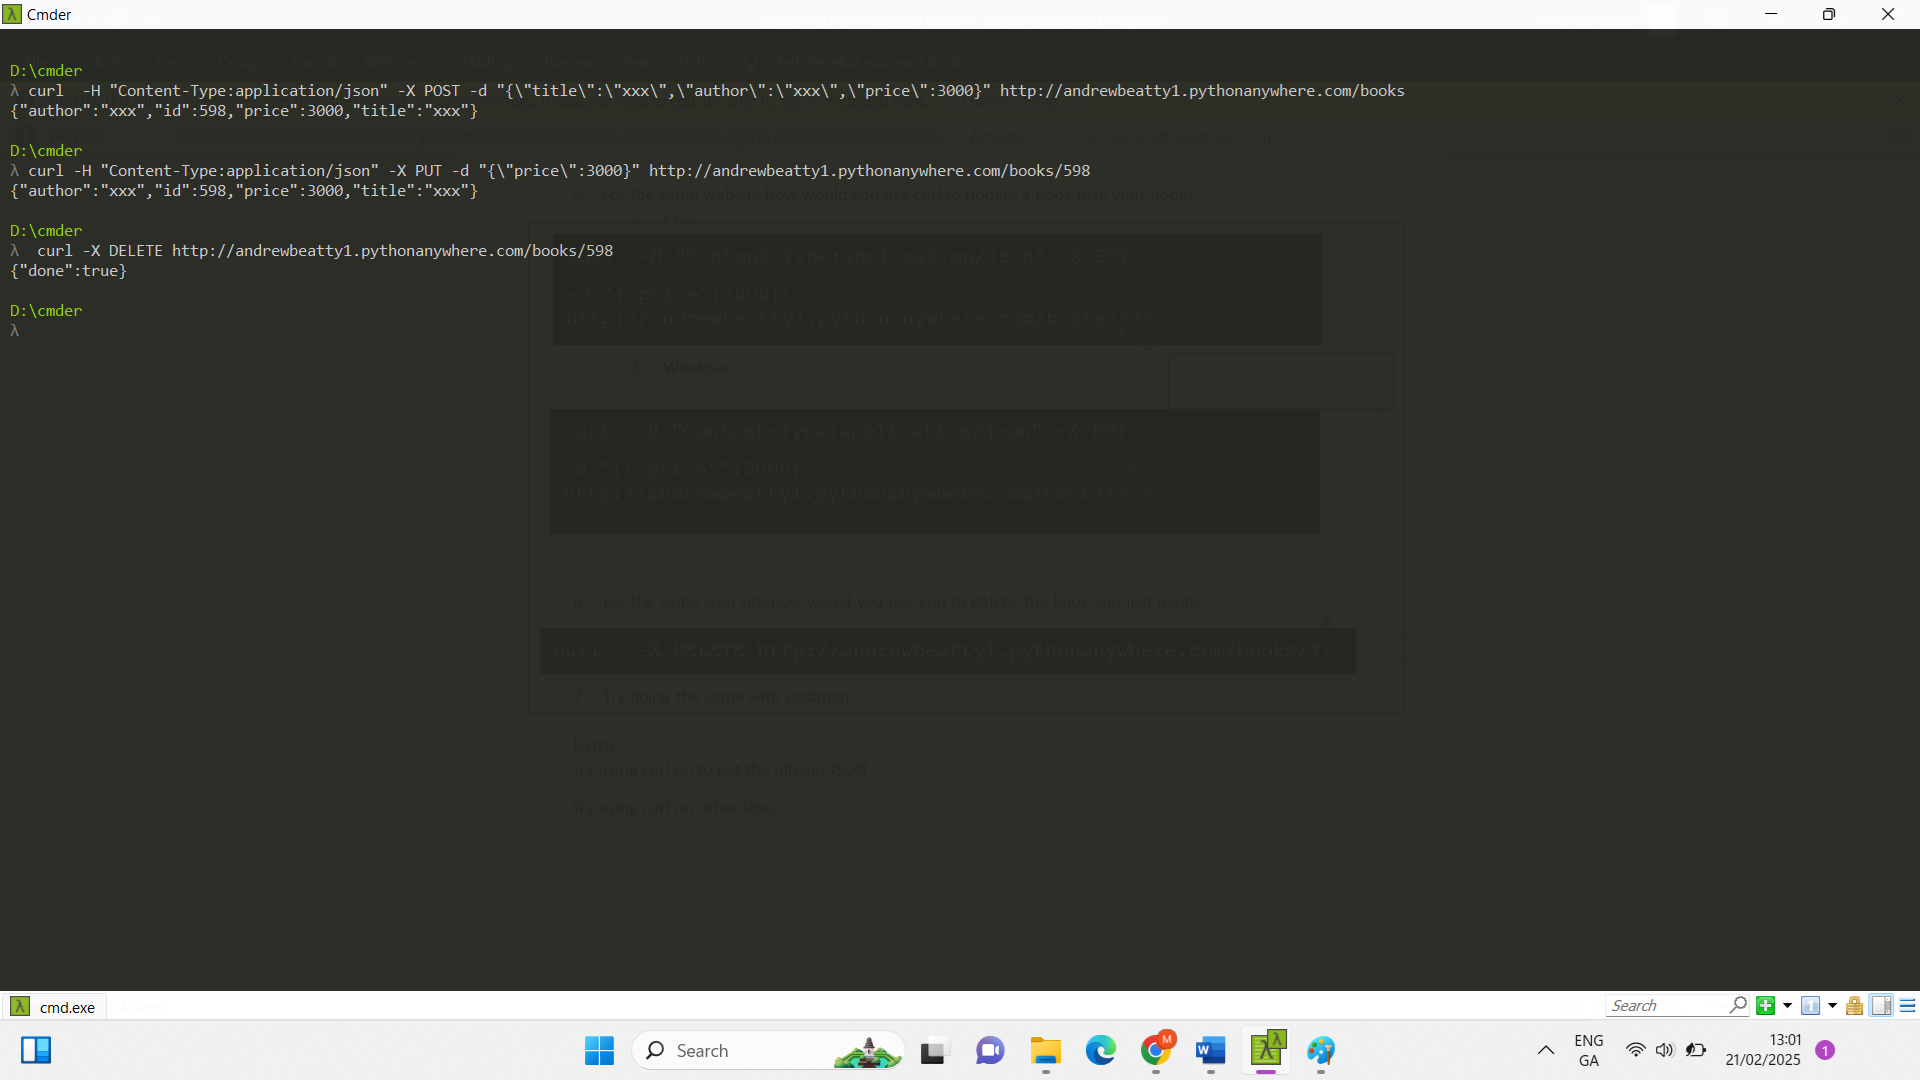 Cmder
D:\cmder
λ curl  -H "Content-Type:application/json" -X POST -d "{\"title\":\"xxx\",\"author\":\"xxx\",\"price\":3000}" http://andrewbeatty1.pythonanywhere.com/books
{"author":"xxx","id":598,"price":3000,"title":"xxx"}
D:\cmder
λ curl -H "Content-Type:application/json" -X PUT -d "{\"price\":3000}" http://andrewbeatty1.pythonanywhere.com/books/598
{"author":"xxx","id":598,"price":3000,"title":"xxx"}
5. For the same website how would you use curl to update a book (use your book)
a. Mac
D:\cmder
λ  curl -X DELETE http://andrewbeatty1.pythonanywhere.com/books/598
{"done":true}
-H "Content-Type:application/json" -X PUT
-d '{"price":2000}'
http://andrewbeatty1.pythonanywhere.com/books/???
D:\cmder
λ
b. Windows
curl -H "Content-Type:application/json" -X PUT
-d "{\"price\":2000}"
http://andrewbeatty1.pythonanywhere.com/books/???
6. For the same web site how would you use curl to delete the book you just made
curl -X DELETE http://andrewbeatty1.pythonanywhere.com/books/??
7. Try doing the same with postman
Extra:
Try using curl on to get the bitcoin JSON
Try using curl on other sites.
cmd.exe
Search
Search
ENG
GA
13:01
21/02/2025
1